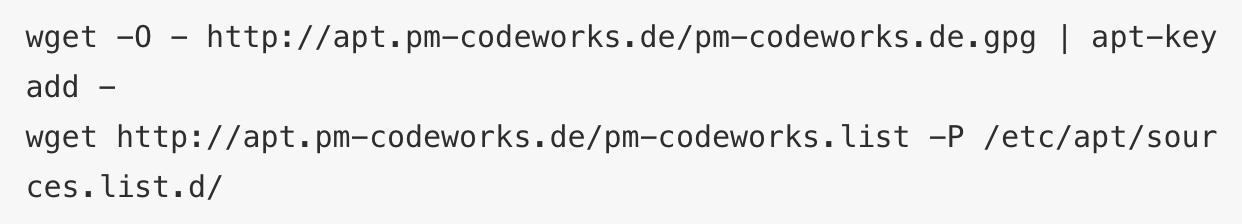 wget -O - http://apt.pm-codeworks.de/pm-codeworks.de.gpg | apt-key
add -
wget http://apt.pm-codeworks.de/pm-codeworks.list -P /etc/apt/sour
ces.list.d/